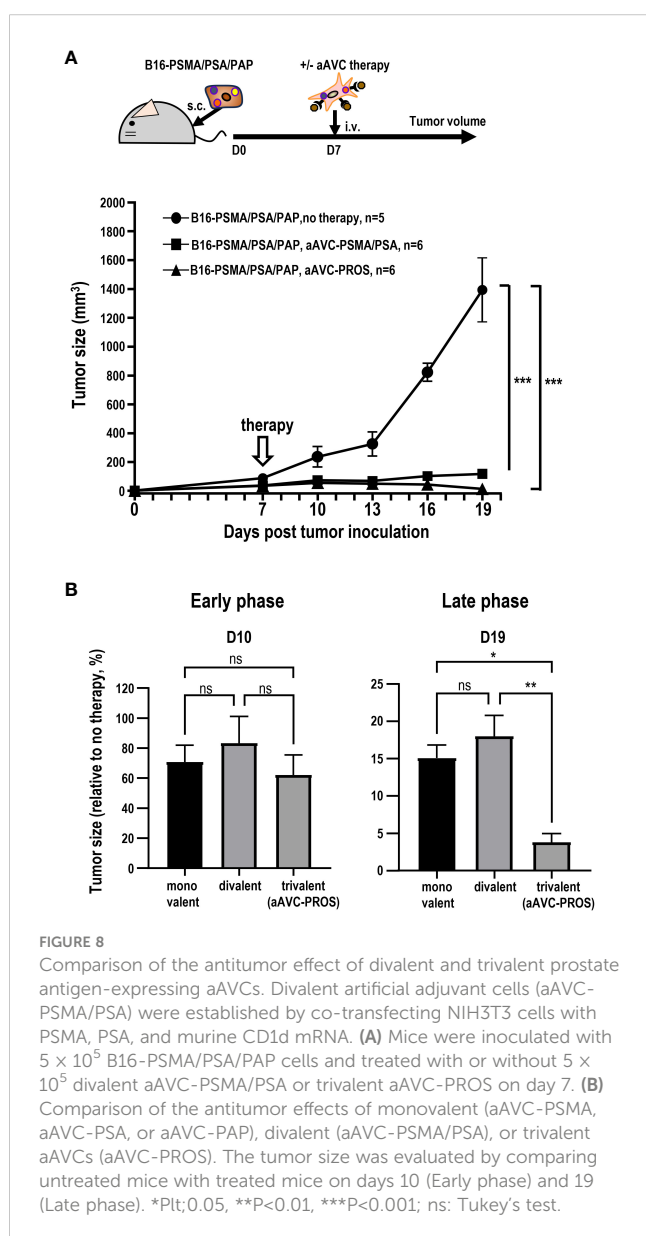 A
B16-PSMA/PSA/PAP
+/- aAVC therapy
s.c.
i.v.
Tumor volume
D0
D7
2000
1800
1600
1400
1200
1000
800
600
400
200
0
Tumor size (mm³)
B16-PSMA/PSA/PAP,no therapy, n=5
B16-PSMA/PSA/PAP, aAVC-PSMA/PSA, n=6
B16-PSMA/PSA/PAP, aAVC-PROS, n=6
therapy
***
***
0 7 10 13 16 19
Days post tumor inoculation
B
Early phase
D10
ns
ns
ns
120
100
80
60
40
20
0
Tumor size (relative to no therapy, %)
mono valent
divalent
trivalent (aAVC-PROS)
Late phase
D19
*
ns
**
25
20
15
10
5
0
mono valent
divalent
trivalent (aAVC-PROS)
FIGURE 8
Comparison of the antitumor effect of divalent and trivalent prostate
antigen-expressing aAVCs. Divalent artificial adjuvant cells (aAVC-
PSMA/PSA) were established by co-transfecting NIH3T3 cells with
PSMA, PSA, and murine CD1d mRNA. (A) Mice were inoculated with
5 × 10⁵ B16-PSMA/PSA/PAP cells and treated with or without 5 ×
10⁵ divalent aAVC-PSMA/PSA or trivalent aAVC-PROS on day 7. (B)
Comparison of the antitumor effects of monovalent (aAVC-PSMA,
aAVC-PSA, or aAVC-PAP), divalent (aAVC-PSMA/PSA), or trivalent
aAVCs (aAVC-PROS). The tumor size was evaluated by comparing
untreated mice with treated mice on days 10 (Early phase) and 19
(Late phase). *Plt;0.05, **P<0.01, ***P<0.001; ns: Tukey's test.